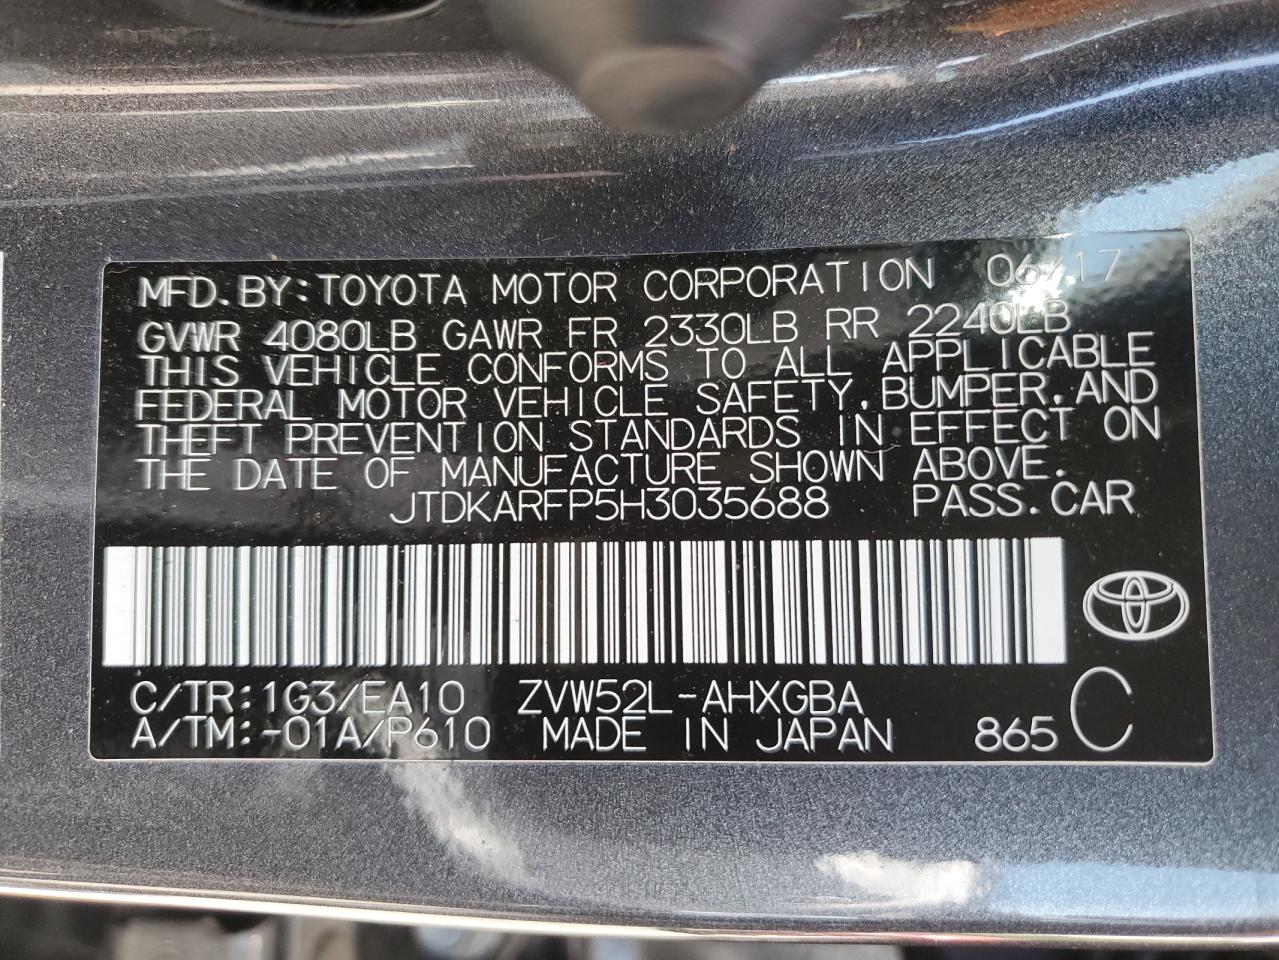 MFD.BY:TOYOTA MOTOR CORPORATION 06/17
GVWR 4080LB GAWR FR 2330LB RR 2240LB
THIS VEHICLE CONFORMS TO ALL APPLICABLE
FEDERAL MOTOR VEHICLE SAFETY,BUMPER,AND
THEFT PREVENTION STANDARDS IN EFFECT ON
THE DATE OF MANUFACTURE SHOWN ABOVE.
JTDKARFP5H3035688 PASS.CAR
C/TR:1G3/EA10 ZVW52L-AHXGBA
A/TM:-01A/P610 MADE IN JAPAN 865 C